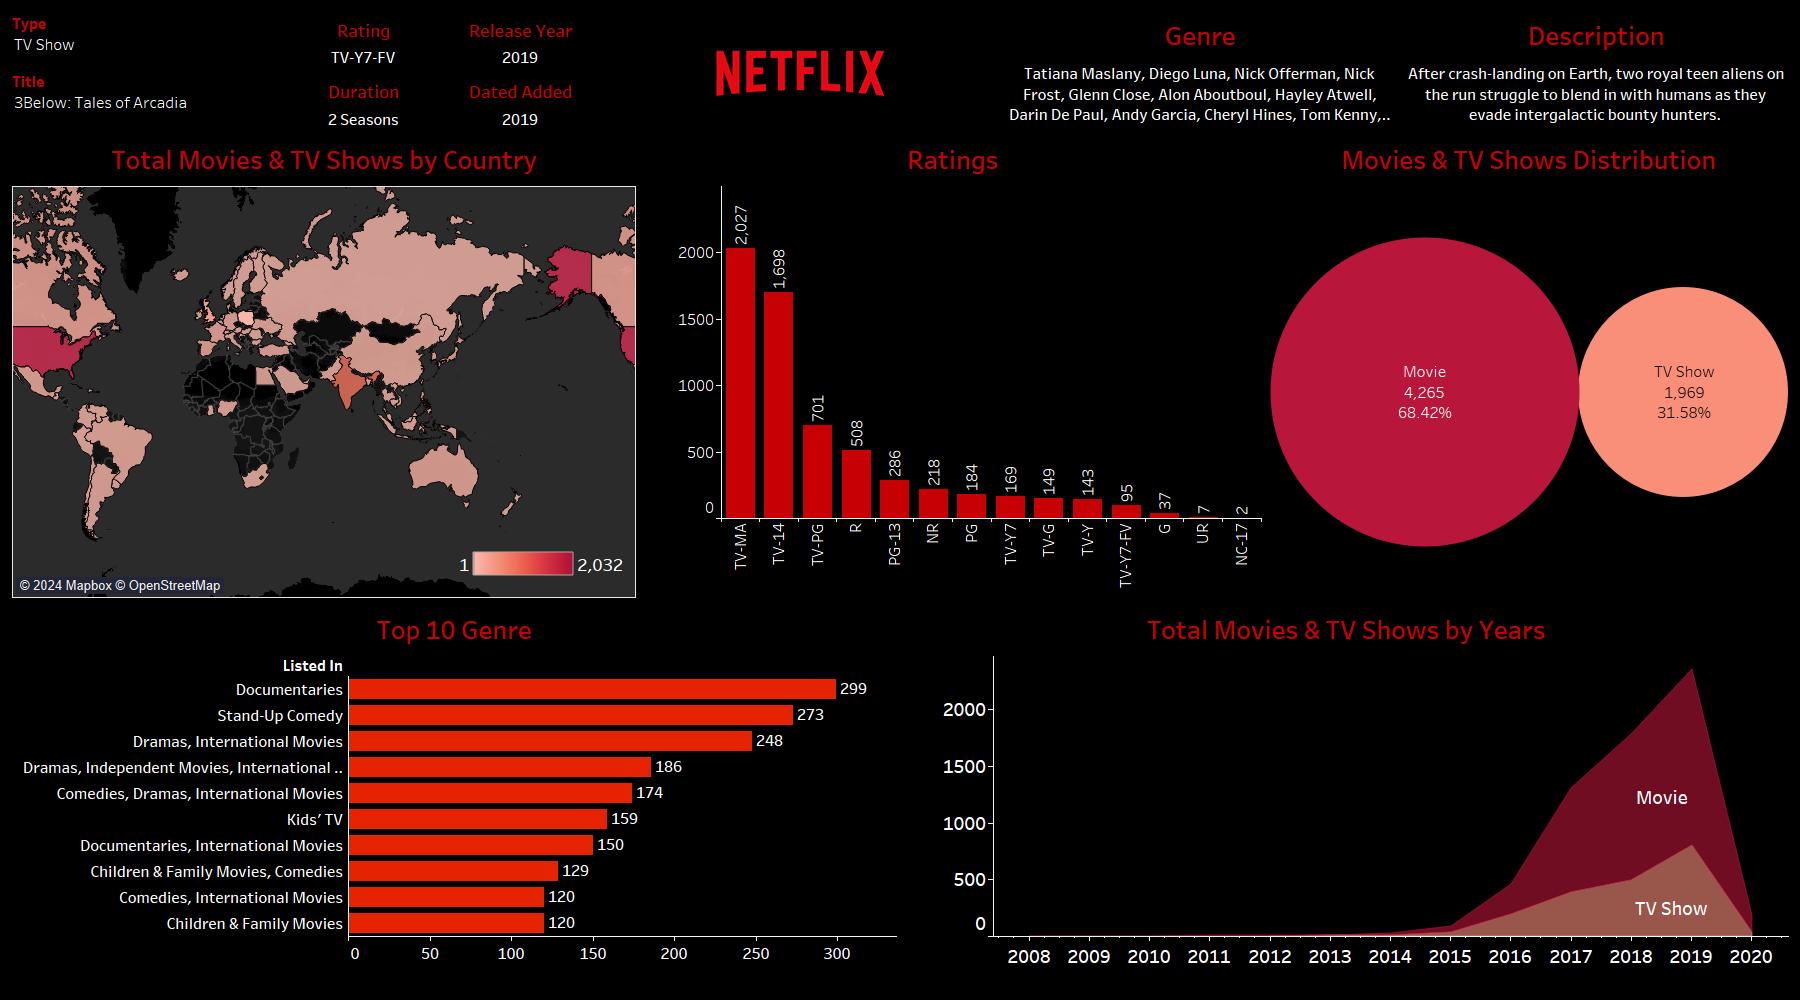 Type
TV Show
Title
3Below: Tales of Arcadia
Rating
TV-Y7-FV
Duration
2 Seasons
Release Year
2019
Dated Added
2019
NETFLIX
Genre
Tatiana Maslany, Diego Luna, Nick Offerman, Nick
Frost, Glenn Close, Alon Aboutboul, Hayley Atwell,
Darin De Paul, Andy Garcia, Cheryl Hines, Tom Kenny,..
Description
After crash-landing on Earth, two royal teen aliens on
the run struggle to blend in with humans as they
evade intergalactic bounty hunters.
Total Movies & TV Shows by Country
1 2,032
© 2024 Mapbox © OpenStreetMap
Ratings
2000
1500
1000
500
0
2,027
1,698
701
508
286
218
184
169
149
143
95
37
7
2
TV-MA
TV-14
TV-PG
R
PG-13
NR
PG
TV-Y7
TV-G
TV-Y
TV-Y7-FV
G
UR
NC-17
Movies & TV Shows Distribution
Movie
4,265
68.42%
TV Show
1,969
31.58%
Top 10 Genre
Listed In
Documentaries 299
Stand-Up Comedy 273
Dramas, International Movies 248
Dramas, Independent Movies, International .. 186
Comedies, Dramas, International Movies 174
Kids’ TV 159
Documentaries, International Movies 150
Children & Family Movies, Comedies 129
Comedies, International Movies 120
Children & Family Movies 120
0 50 100 150 200 250 300
Total Movies & TV Shows by Years
2000
1500
1000
500
0
Movie
TV Show
2008 2009 2010 2011 2012 2013 2014 2015 2016 2017 2018 2019 2020